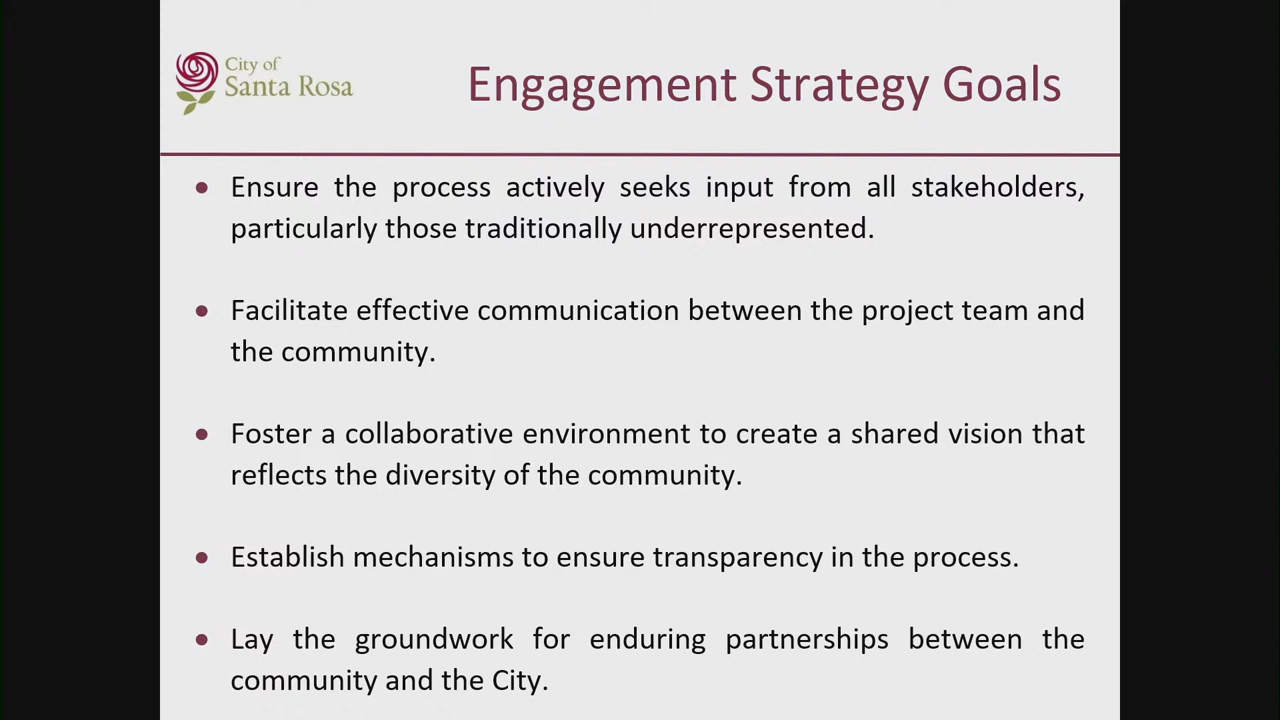 City of
Santa Rosa
Engagement Strategy Goals
• Ensure the process actively seeks input from all stakeholders,
particularly those traditionally underrepresented.
• Facilitate effective communication between the project team and
the community.
• Foster a collaborative environment to create a shared vision that
reflects the diversity of the community.
• Establish mechanisms to ensure transparency in the process.
• Lay the groundwork for enduring partnerships between the
community and the City.